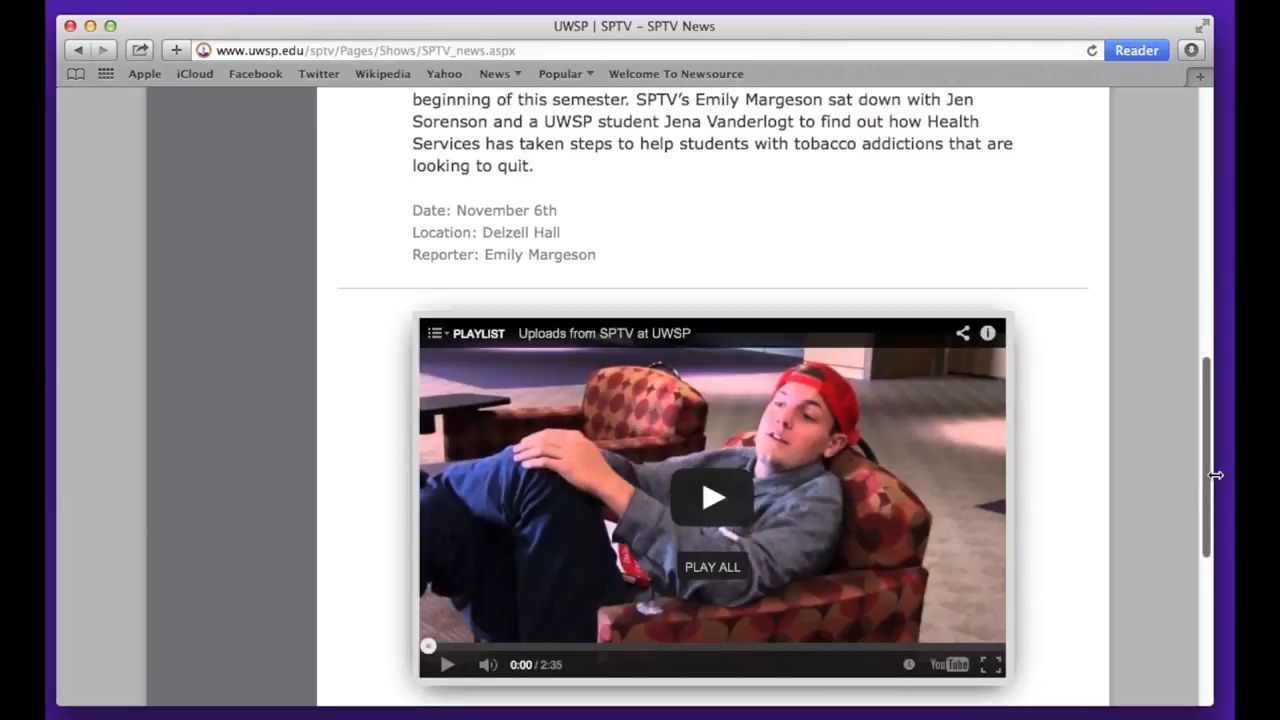 UWSP | SPTV – SPTV News
www.uwsp.edu/sptv/Pages/Shows/SPTV_news.aspx
Reader
Apple iCloud Facebook Twitter Wikipedia Yahoo News Popular Welcome To Newsource
beginning of this semester. SPTV's Emily Margeson sat down with Jen
Sorenson and a UWSP student Jena Vanderlogt to find out how Health
Services has taken steps to help students with tobacco addictions that are
looking to quit.
Date: November 6th
Location: Delzell Hall
Reporter: Emily Margeson
PLAYLIST Uploads from SPTV at UWSP
PLAY ALL
0:00 / 2:35
YouTube